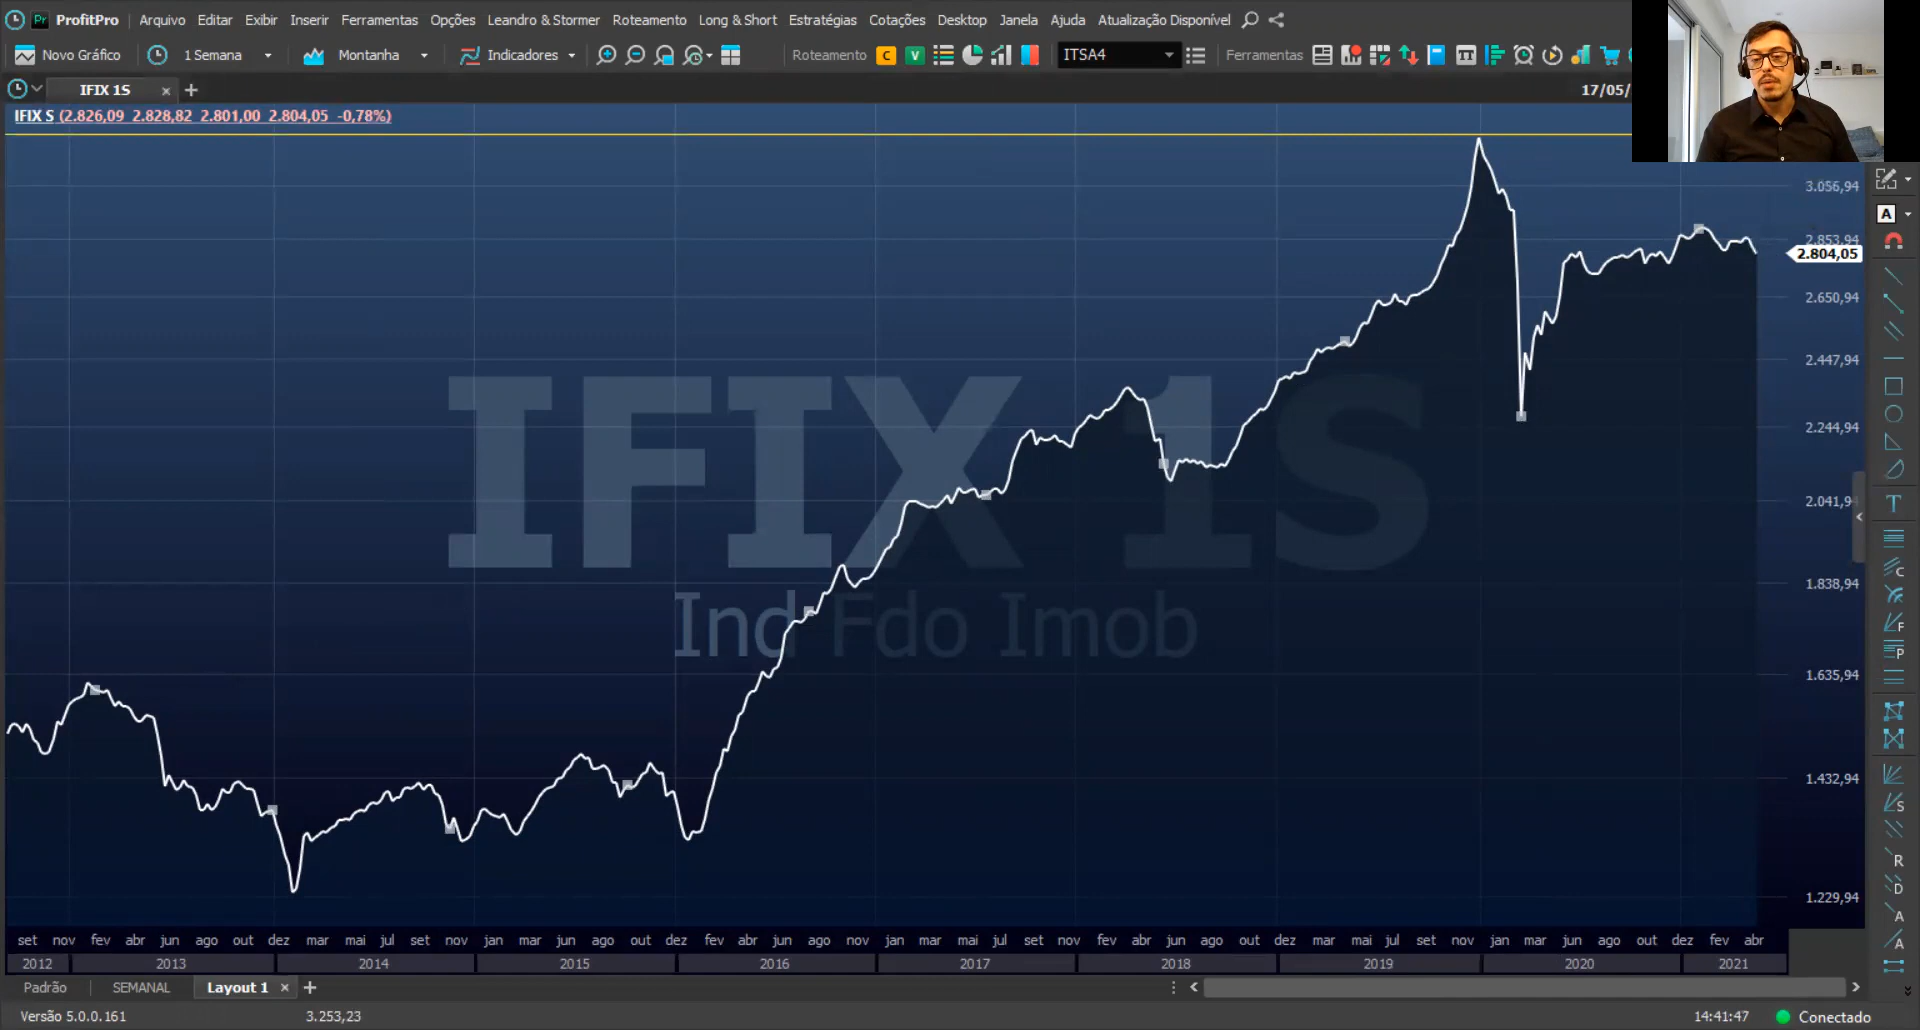 Pr ProfitPro Arquivo Editar Exibir Inserir Ferramentas Opções Leandro & Stormer Roteamento Long & Short Estratégias Cotações Desktop Janela Ajuda Atualização Disponível
Novo Gráfico 1 Semana Montanha Indicadores Roteamento C V ITSA4 Ferramentas TT
IFIX 1S x + 17/05/
IFIX S (2.826,09 2.828,82 2.801,00 2.804,05 -0,78%)
3.056,94
A
2.853,94
2.804,05
2.650,94
2.447,94
2.244,94
2.041,9
T
IFIX 1S
C
1.838,94
Ind Fdo Imob
F
P
1.635,94
1.432,94
S
R
D
1.229,94
A
A
set nov fev abr jun ago out dez mar mai jul set nov jan mar jun ago out dez fev abr jun ago nov jan mar mai jul set nov fev abr jun ago out dez mar mai jul set nov jan mar jun ago out dez fev abr
2012 2013 2014 2015 2016 2017 2018 2019 2020 2021
Padrão SEMANAL Layout 1 x +
Versão 5.0.0.161 3.253,23 14:41:47 Conectado